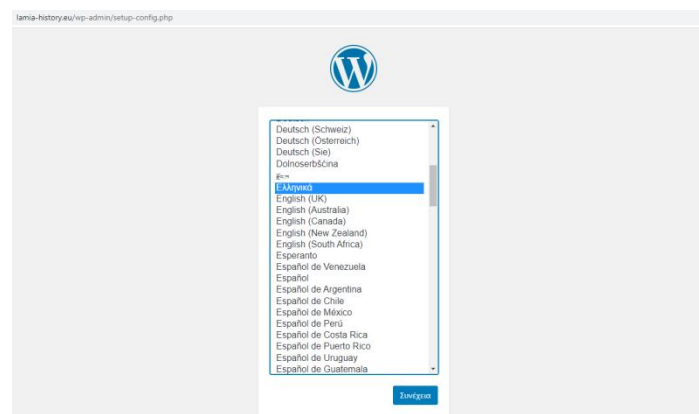 lamia-history.eu/wp-admin/setup-config.php
Deutsch (Schweiz)
Deutsch (Österreich)
Deutsch (Sie)
Dolnoserbšćina
Ελληνικά
English (UK)
English (Australia)
English (Canada)
English (New Zealand)
English (South Africa)
Esperanto
Español de Venezuela
Español
Español de Argentina
Español de Chile
Español de México
Español de Perú
Español de Costa Rica
Español de Puerto Rico
Español de Uruguay
Español de Guatemala
Συνέχεια